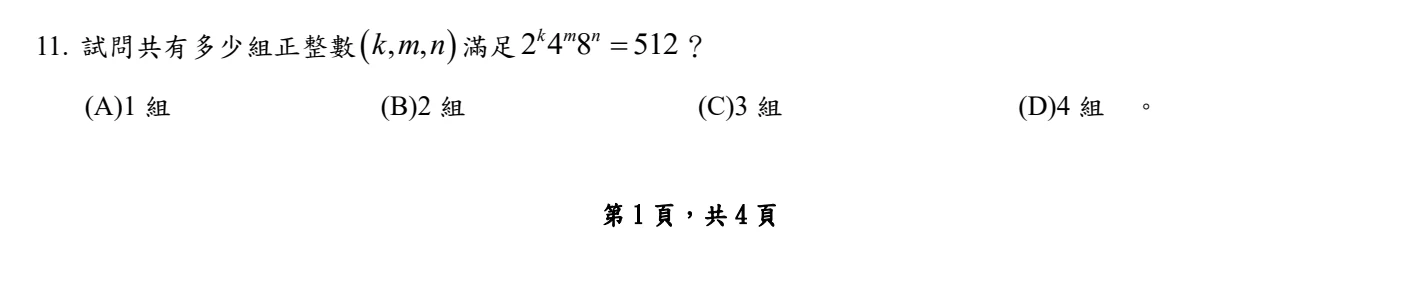 11. 試問共有多少組正整數(k,m,n)滿足2^k4^m8^n=512？
(A)1 組 (B)2 組 (C)3 組 (D)4 組 。
第 1 頁，共 4 頁